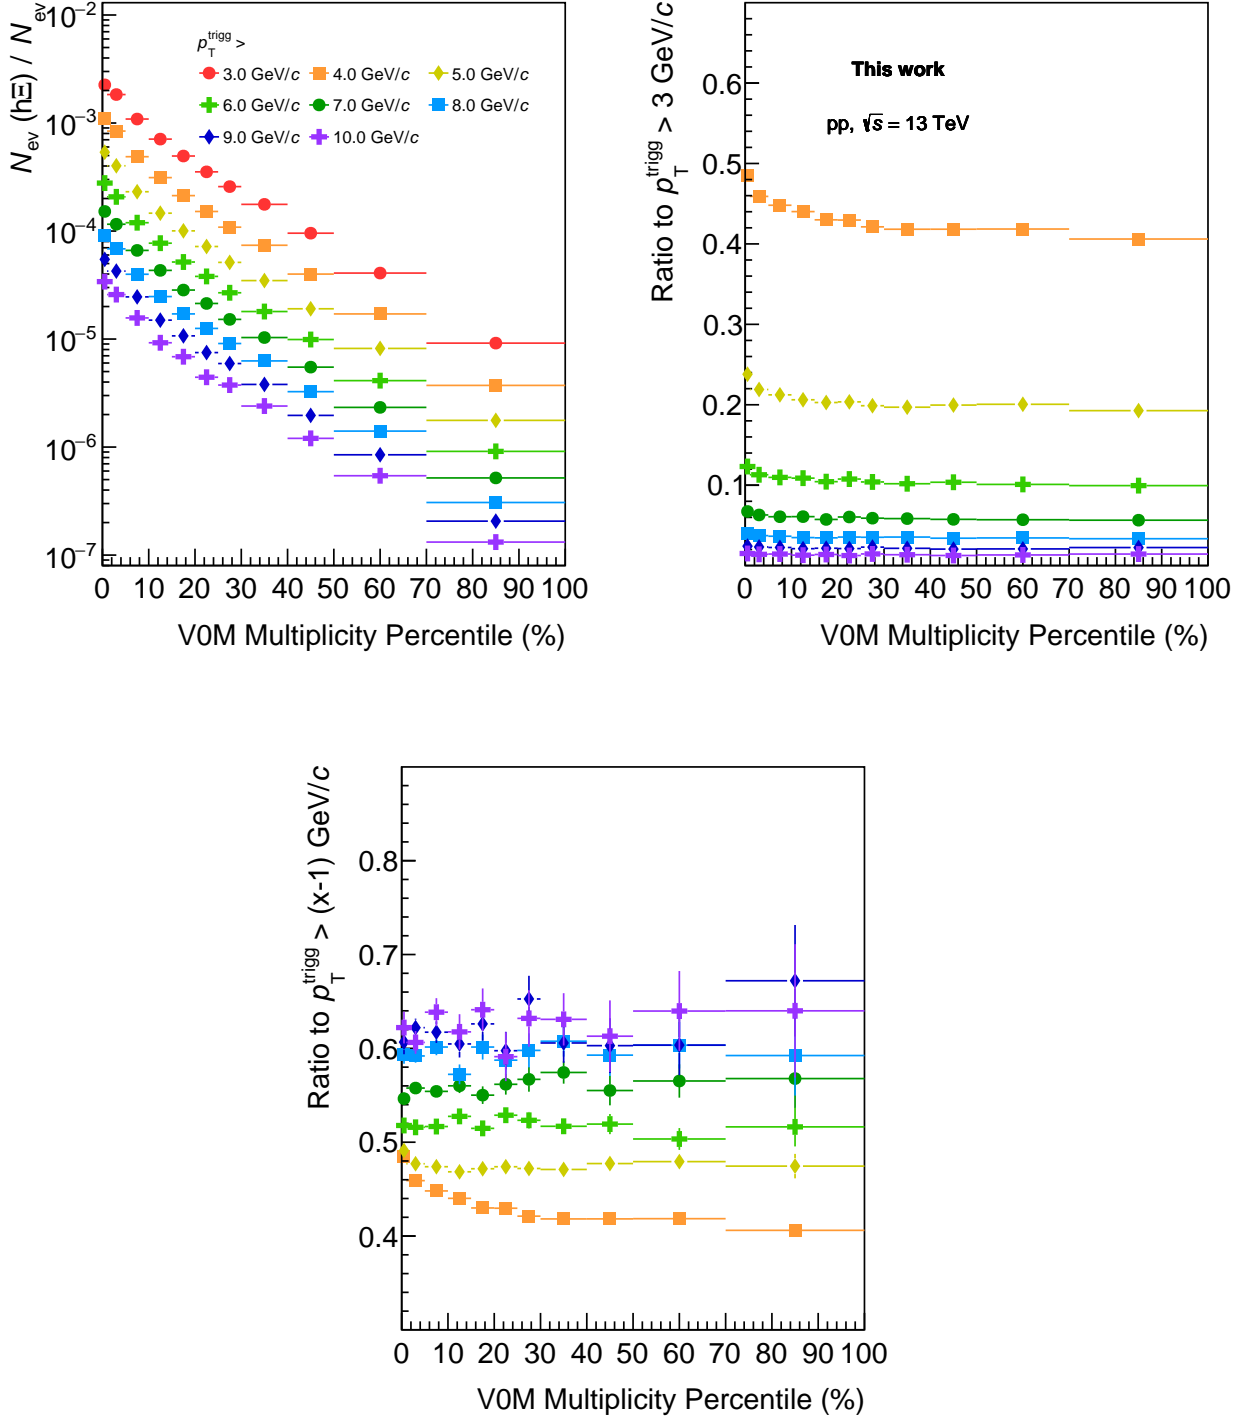 N_ev (hΞ) / N_ev
10⁻²
10⁻³
10⁻⁴
10⁻⁵
10⁻⁶
10⁻⁷
p_T^trigg >
3.0 GeV/c 4.0 GeV/c 5.0 GeV/c
6.0 GeV/c 7.0 GeV/c 8.0 GeV/c
9.0 GeV/c 10.0 GeV/c
0 10 20 30 40 50 60 70 80 90 100
V0M Multiplicity Percentile (%)
Ratio to p_T^trigg > 3 GeV/c
0.6
0.5
0.4
0.3
0.2
0.1
This work
pp, √s = 13 TeV
0 10 20 30 40 50 60 70 80 90 100
V0M Multiplicity Percentile (%)
Ratio to p_T^trigg > (x-1) GeV/c
0.8
0.7
0.6
0.5
0.4
0 10 20 30 40 50 60 70 80 90 100
V0M Multiplicity Percentile (%)